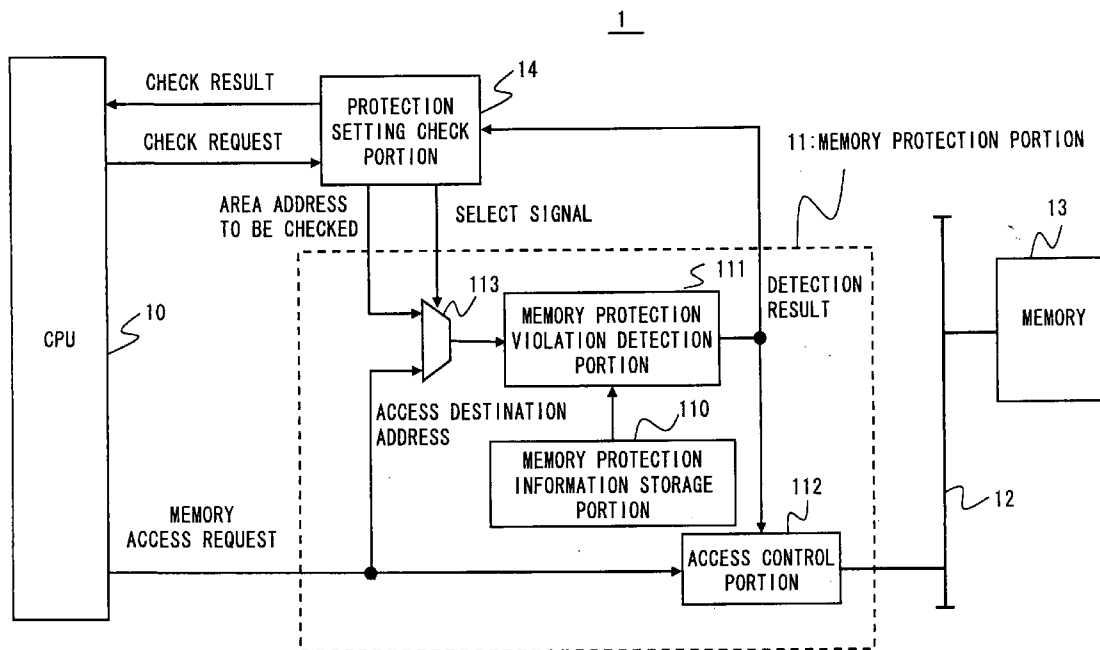 1
14
CHECK RESULT
PROTECTION
SETTING CHECK
PORTION
CHECK REQUEST
11:MEMORY PROTECTION PORTION
AREA ADDRESS
TO BE CHECKED
SELECT SIGNAL
13
111
113
DETECTION
RESULT
10
CPU
MEMORY PROTECTION
VIOLATION DETECTION
PORTION
MEMORY
ACCESS DESTINATION
ADDRESS
110
MEMORY PROTECTION
INFORMATION STORAGE
PORTION
112
12
MEMORY
ACCESS REQUEST
ACCESS CONTROL
PORTION